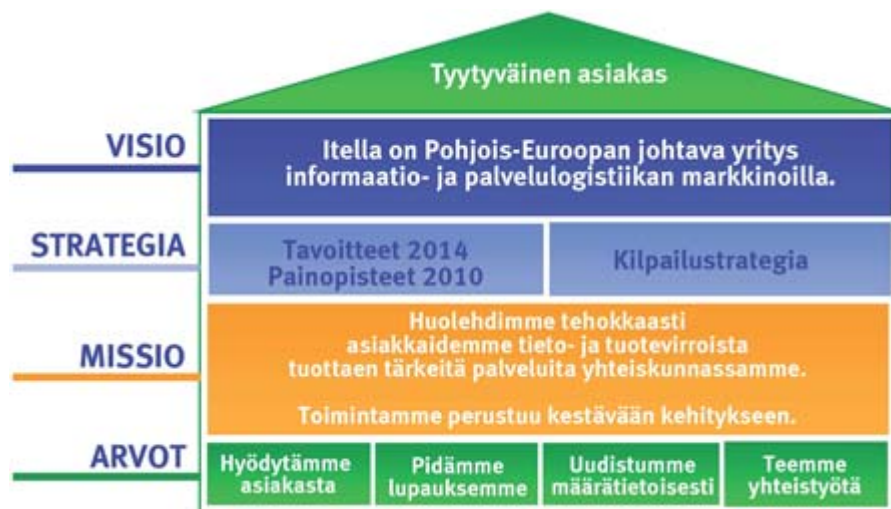 Tyytyväinen asiakas
VISIO
Itella on Pohjois-Euroopan johtava yritys
informaatio- ja palvelulogistiikan markkinoilla.
STRATEGIA
Tavoitteet 2014
Painopisteet 2010
Kilpailustrategia
MISSIO
Huolehdimme tehokkaasti
asiakkaidemme tieto- ja tuotevirroista
tuottaen tärkeitä palveluita yhteiskunnassamme.
Toimintamme perustuu kestävään kehitykseen.
ARVOT
Hyödytämme
asiakasta
Pidämme
lupauksemme
Uudistumme
määrätietoisesti
Teemme
yhteistyötä